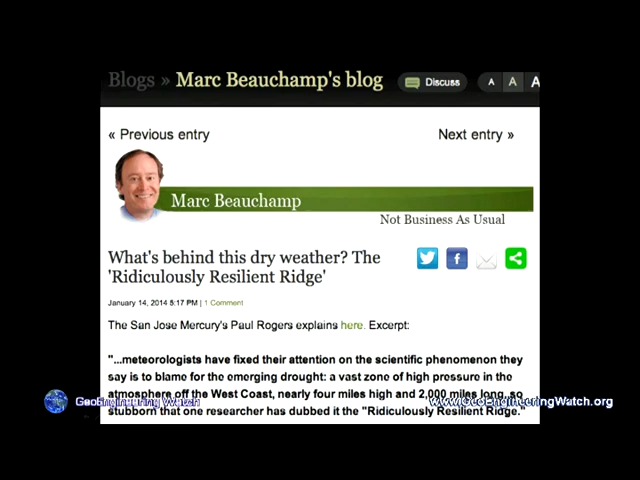 Blogs » Marc Beauchamp's blog Discuss A A A
« Previous entry Next entry »
Marc Beauchamp
Not Business As Usual
What's behind this dry weather? The
'Ridiculously Resilient Ridge'
January 14, 2014 5:17 PM | 1 Comment
The San Jose Mercury's Paul Rogers explains here. Excerpt:
"...meteorologists have fixed their attention on the scientific phenomenon they
say is to blame for the emerging drought: a vast zone of high pressure in the
atmosphere off the West Coast, nearly four miles high and 2,000 miles long, so
stubborn that one researcher has dubbed it the "Ridiculously Resilient Ridge."
GeoEngineering Watch www.GeoEngineeringWatch.org